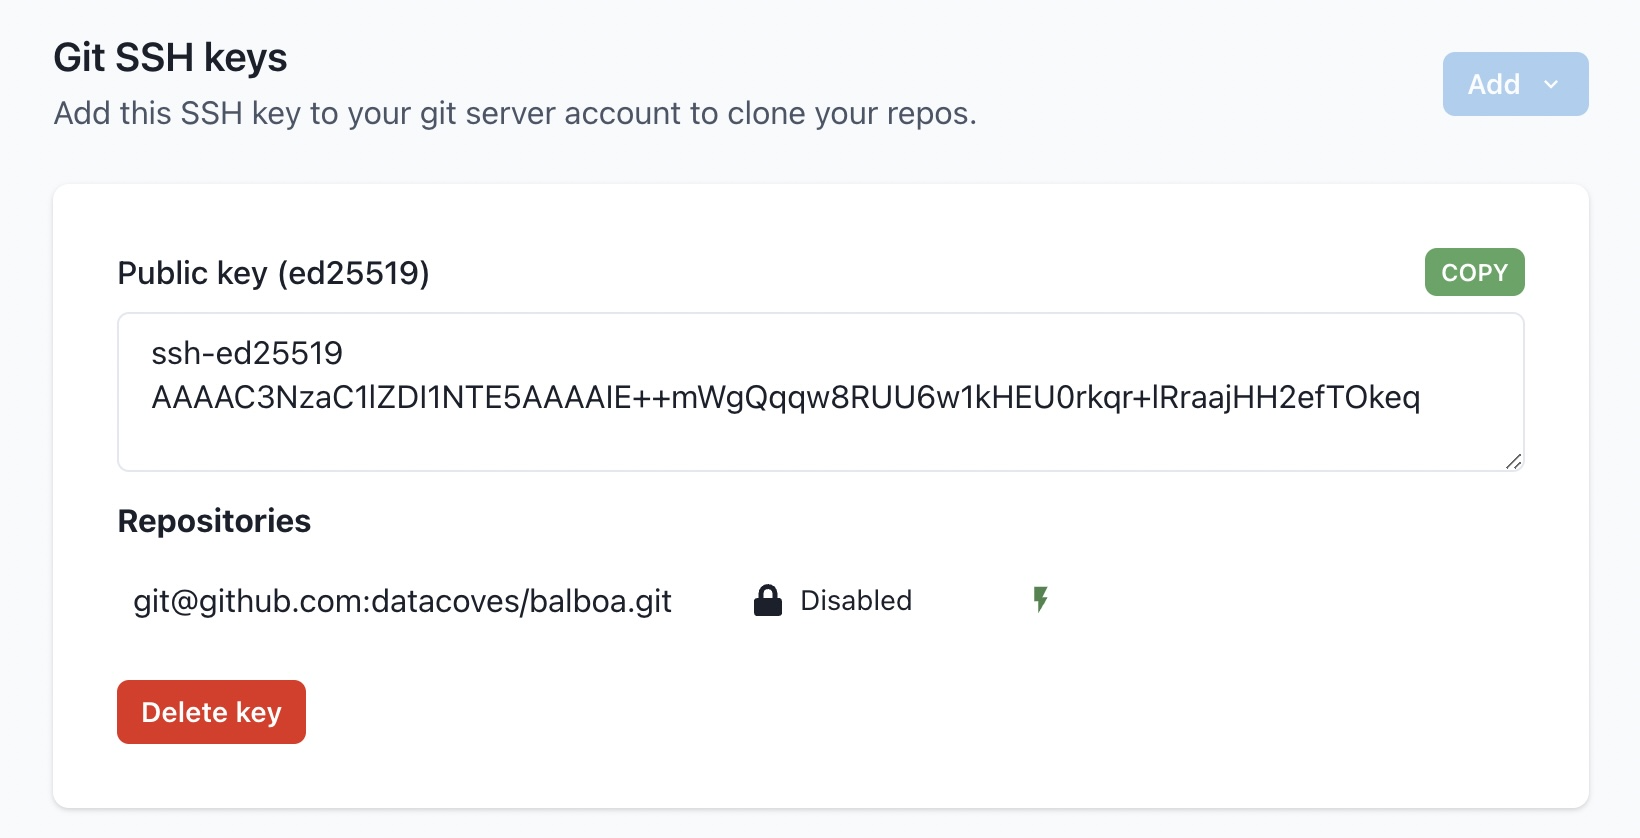 Git SSH keys
Add
Add this SSH key to your git server account to clone your repos.
Public key (ed25519)
COPY
ssh-ed25519
AAAAC3NzaC1lZDI1NTE5AAAAIE++mWgQqqw8RUU6w1kHEU0rkqr+lRraajHH2efTOkeq
Repositories
git@github.com:datacoves/balboa.git Disabled
Delete key